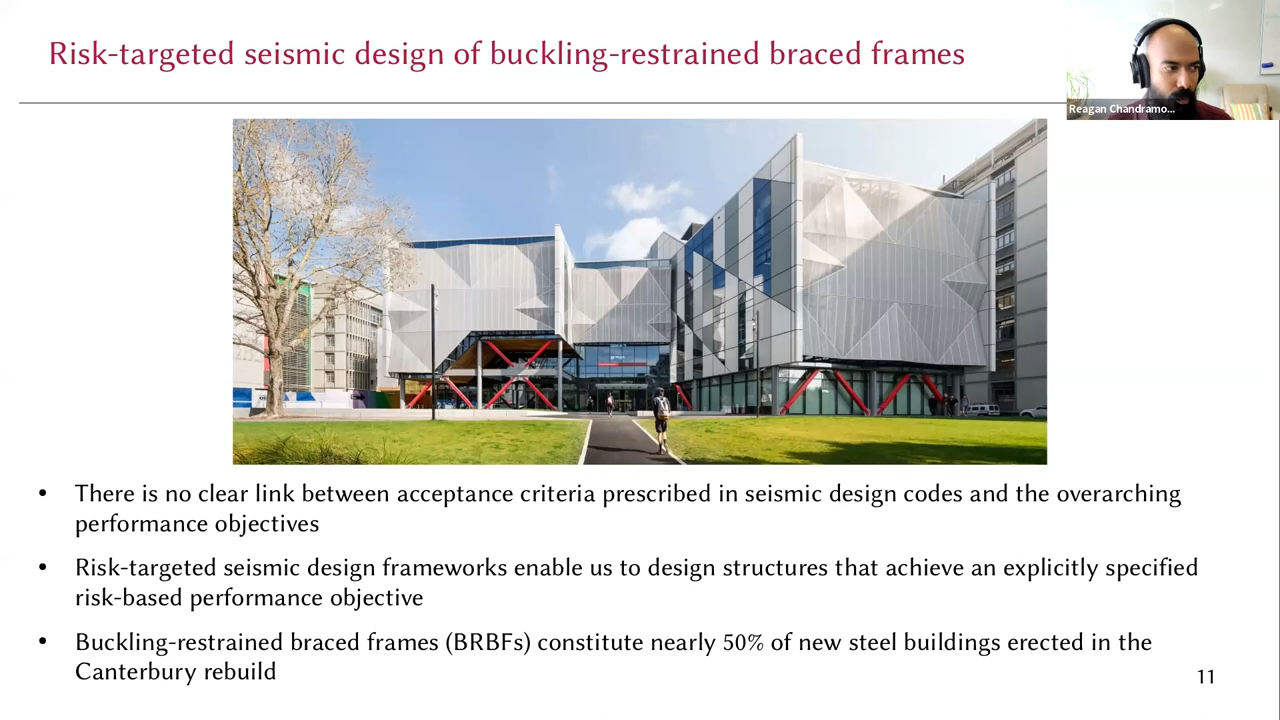 Risk-targeted seismic design of buckling-restrained braced frames
Reagan Chandramo...
• There is no clear link between acceptance criteria prescribed in seismic design codes and the overarching
performance objectives
• Risk-targeted seismic design frameworks enable us to design structures that achieve an explicitly specified
risk-based performance objective
• Buckling-restrained braced frames (BRBFs) constitute nearly 50% of new steel buildings erected in the
Canterbury rebuild
11